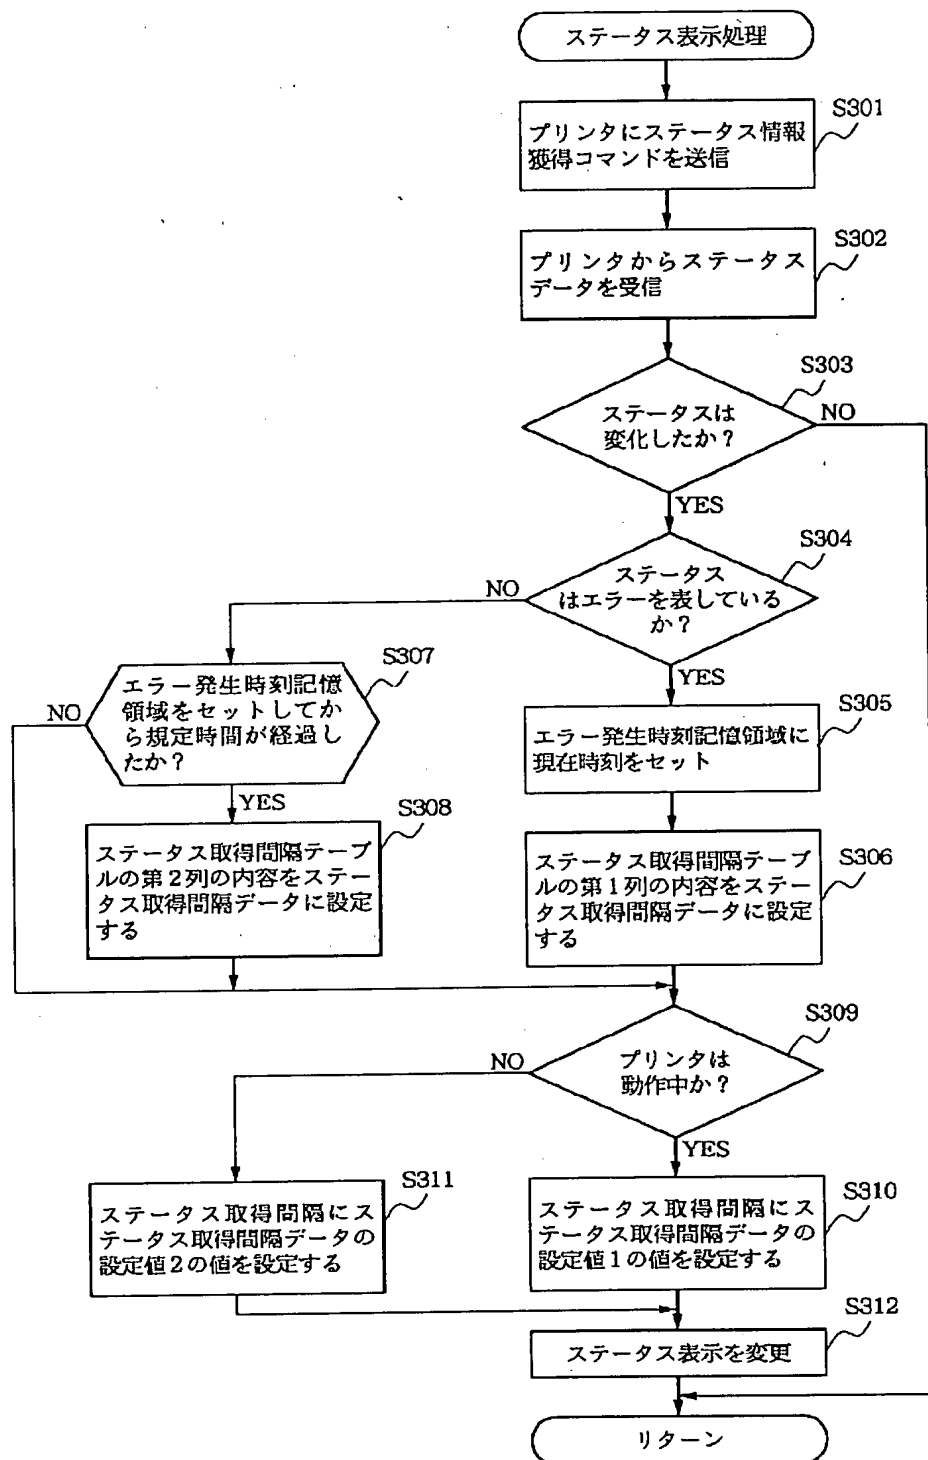 ステータス表示処理
S301
プリンタにステータス情報
獲得コマンドを送信
S302
プリンタからステータス
データを受信
S303
ステータスは
変化したか?
NO
YES
S304
ステータス
はエラーを表しているか?
NO
YES
S307
エラー発生時刻記憶
領域をセットしてか
ら規定時間が経過し
たか?
NO
YES
S305
エラー発生時刻記憶領域に
現在時刻をセット
S308
ステータス取得間隔テーブ
ルの第2列の内容をステー
タス取得間隔データに設定
する
S306
ステータス取得間隔テーブ
ルの第1列の内容をステー
タス取得間隔データに設定
する
S309
プリンタは
動作中か?
NO
YES
S311
ステータス取得間隔にス
テータス取得間隔データの
設定値2の値を設定する
S310
ステータス取得間隔にス
テータス取得間隔データの
設定値1の値を設定する
S312
ステータス表示を変更
リターン